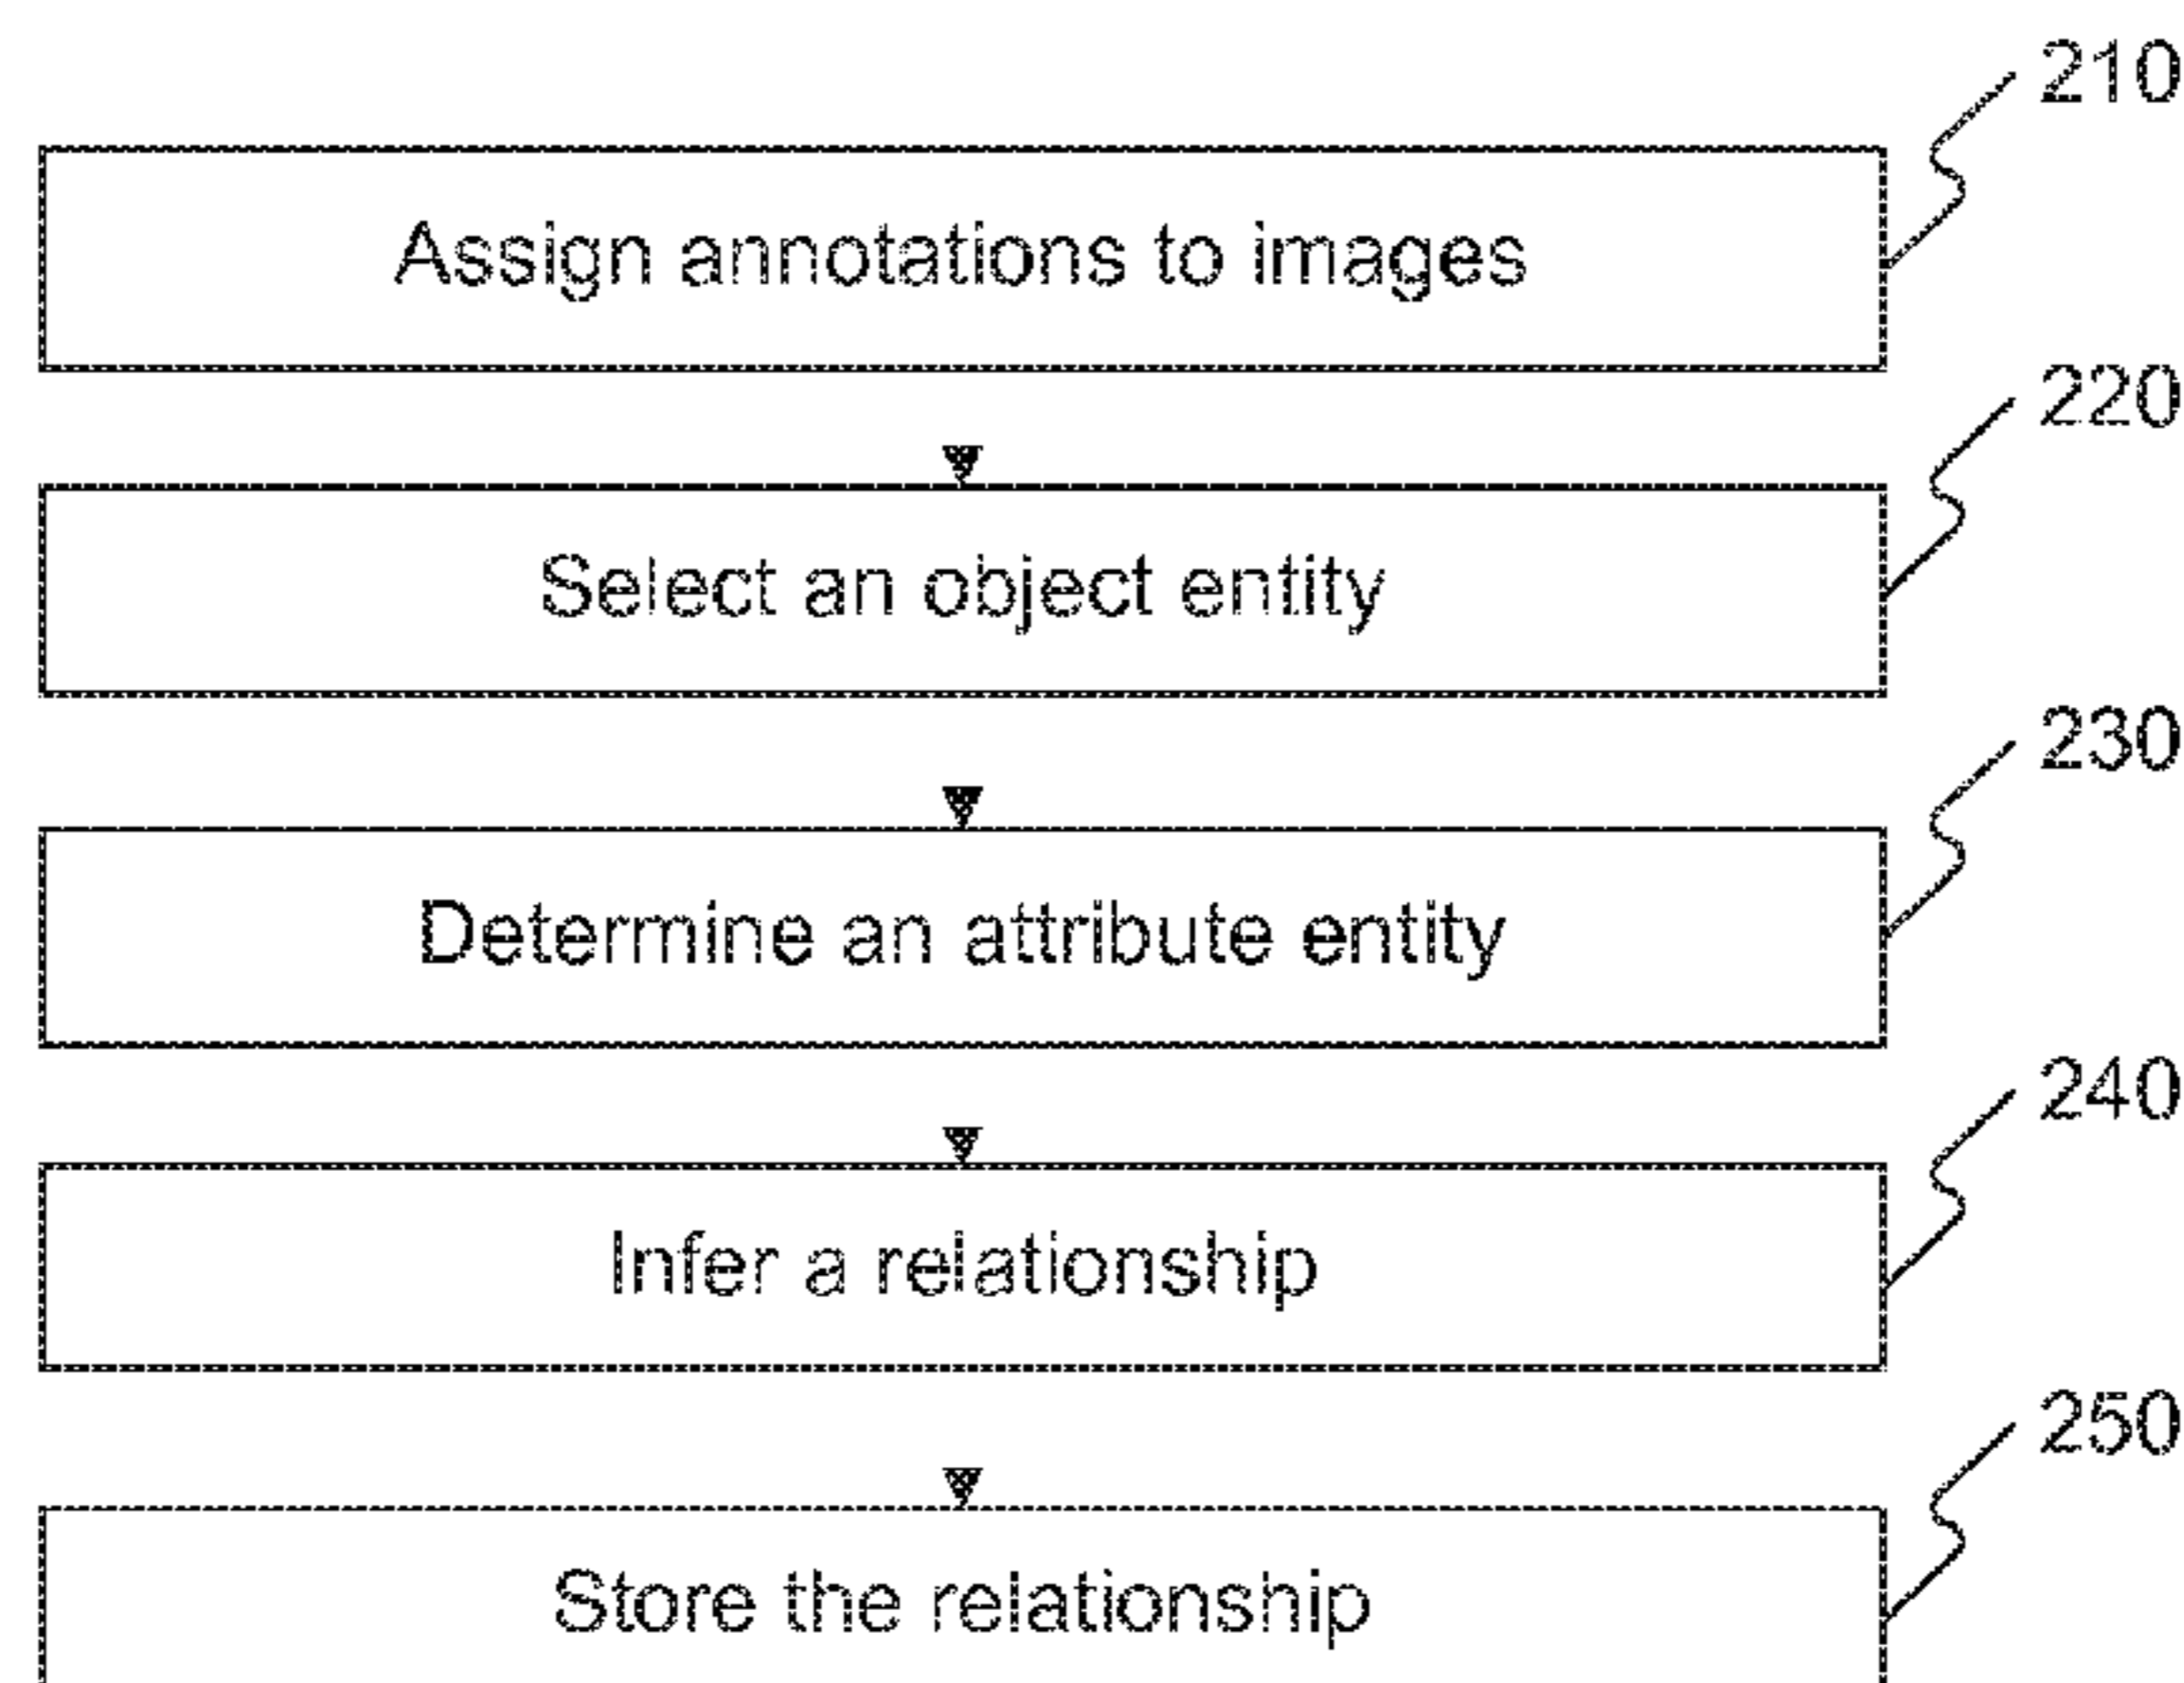 210
Assign annotations to images
220
Select an object entity
230
Determine an attribute entity
240
Infer a relationship
250
Store the relationship